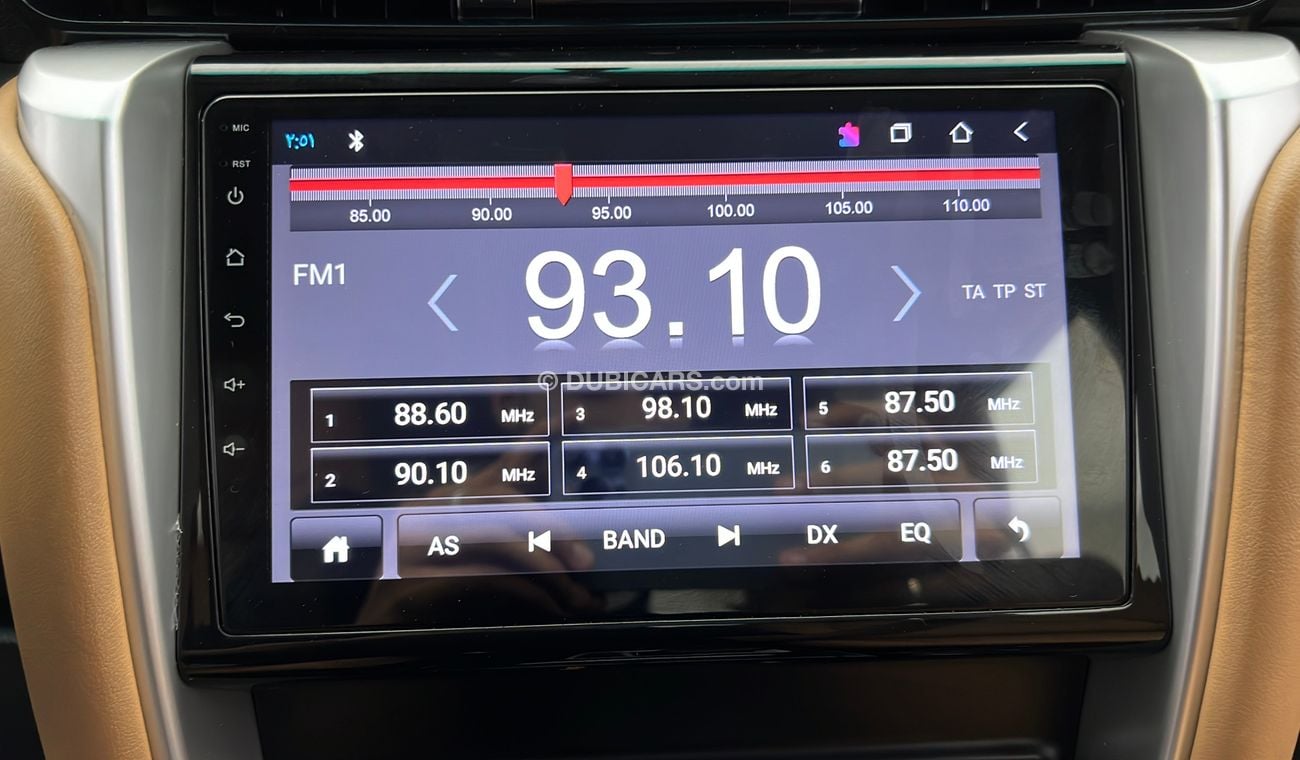 MIC
٢:٥١
RST
85.00 90.00 95.00 100.00 105.00 110.00
FM1
93.10
TA TP ST
© DUBICARS.com
1 88.60 MHz
3 98.10 MHz
5 87.50 MHz
2 90.10 MHz
4 106.10 MHz
6 87.50 MHz
AS BAND DX EQ